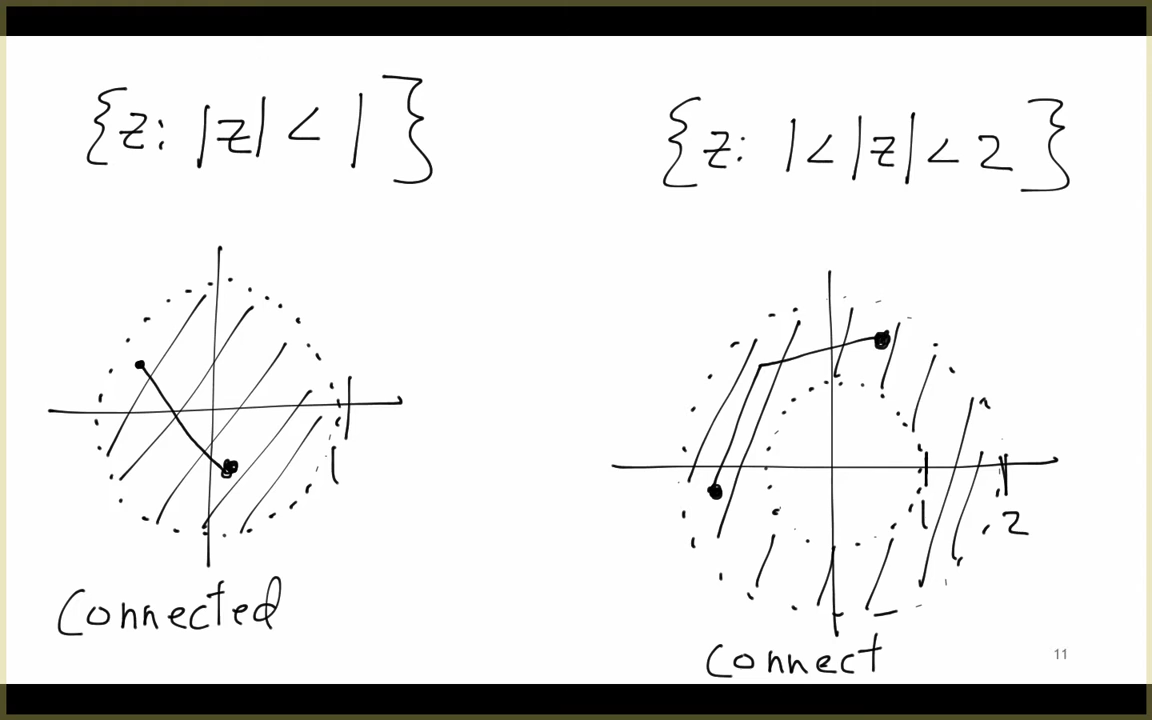 {z: |z| < 1}
{z: 1 < |z| < 2}
1
1
2
Connected
Connect
11